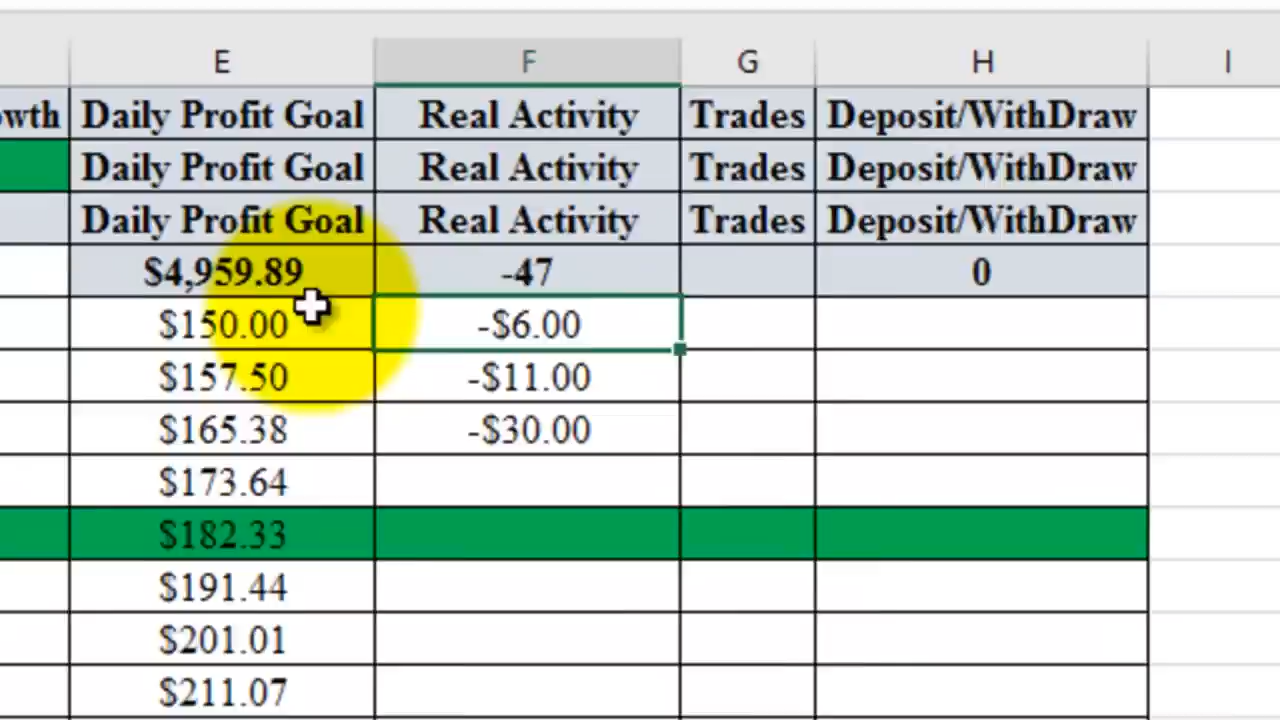 E F G H I
owth Daily Profit Goal Real Activity Trades Deposit/WithDraw
Daily Profit Goal Real Activity Trades Deposit/WithDraw
Daily Profit Goal Real Activity Trades Deposit/WithDraw
$4,959.89 -47 0
$150.00 -$6.00
$157.50 -$11.00
$165.38 -$30.00
$173.64
$182.33
$191.44
$201.01
$211.07